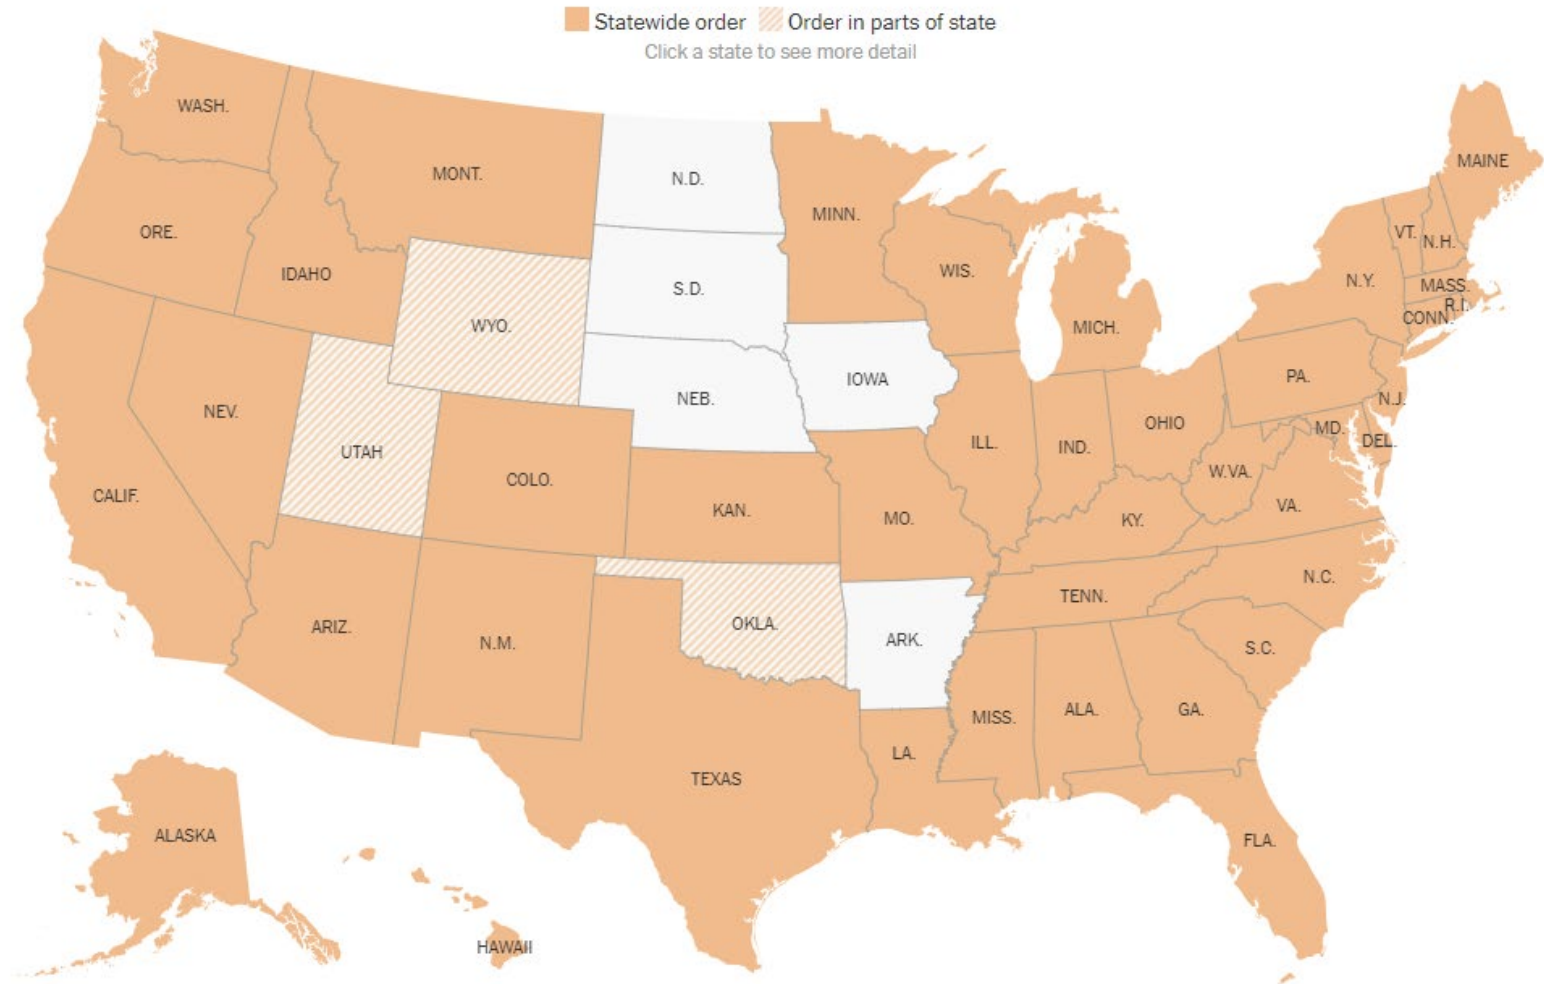 Statewide order Order in parts of state
Click a state to see more detail
WASH.
MONT.
N.D.
MINN.
MAINE
ORE.
IDAHO
WYO.
S.D.
WIS.
MICH.
VT.
N.H.
N.Y.
MASS.
R.I.
CONN.
NEV.
UTAH
COLO.
NEB.
IOWA
ILL.
IND.
OHIO
PA.
N.J.
MD.
DEL.
CALIF.
KAN.
MO.
KY.
W.VA.
VA.
ARIZ.
N.M.
OKLA.
ARK.
TENN.
N.C.
S.C.
TEXAS
LA.
MISS.
ALA.
GA.
FLA.
ALASKA
HAWAII